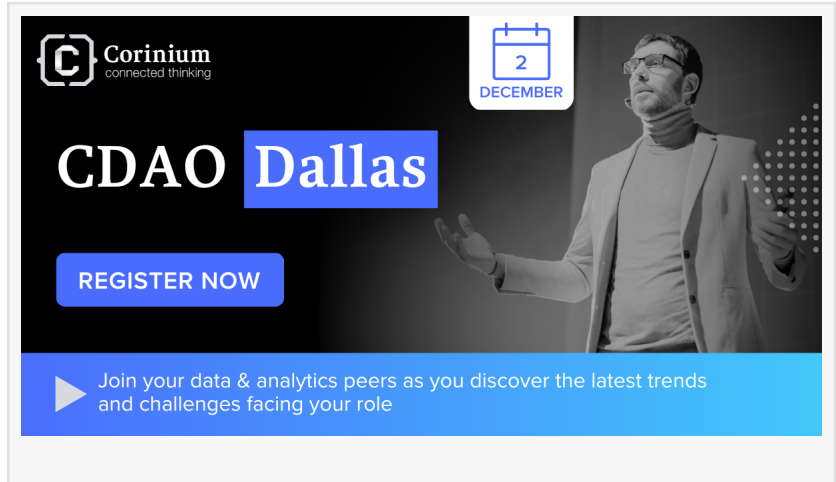 Corinium
connected thinking
2
DECEMBER
CDAO Dallas
REGISTER NOW
Join your data & analytics peers as you discover the latest trends
and challenges facing your role